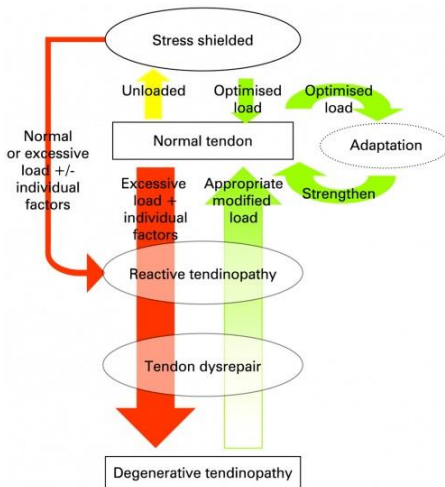 Stress shielded
Unloaded
Optimised
load
Optimised
load
Normal
or excessive
load +/-
individual
factors
Normal tendon
Adaptation
Excessive
load +
individual
factors
Appropriate
modified
load
Strengthen
Reactive tendinopathy
Tendon dysrepair
Degenerative tendinopathy